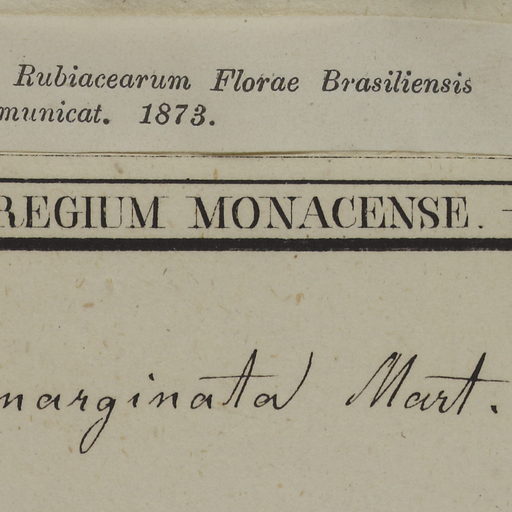 Rubiacearum Florae Brasiliensis
municat. 1873.
REGIUM MONACENSE. -
marginata Mart.